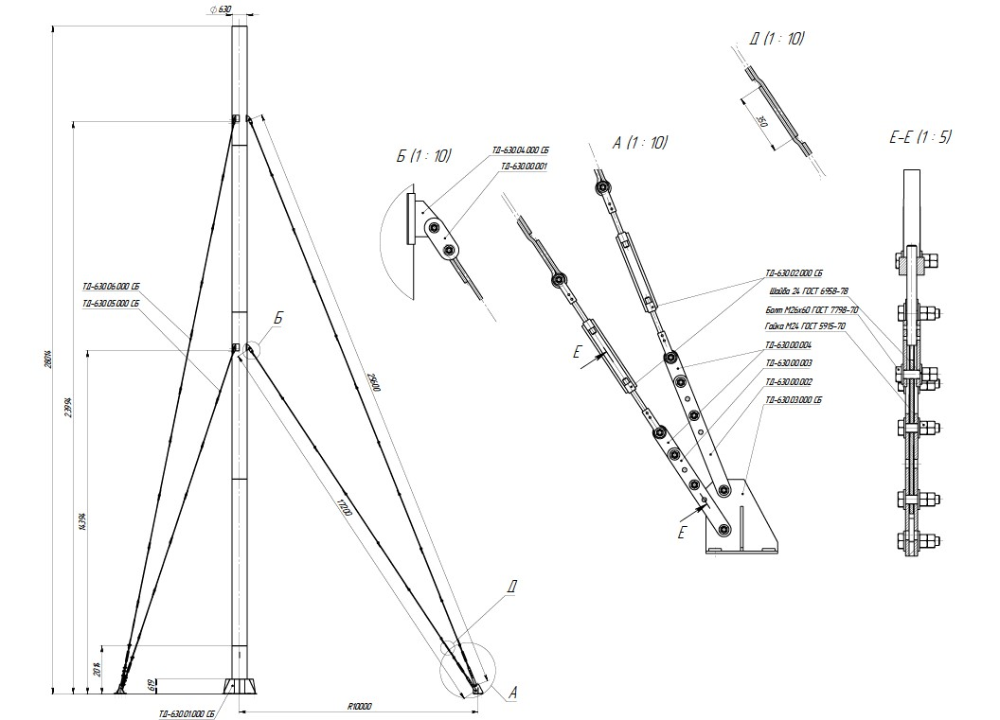 ⌀ 630
Д (1 : 10)
350
Е-Е (1 : 5)
А (1 : 10)
Б (1 : 10)
ТД-630.04.000 СБ
ТД-630.00.001
28014
23994
14394
2014
619
ТД-630.06.000 СБ
ТД-630.05.000 СБ
Б
25600
17200
ТД-630.02.000 СБ
Шайба 24 ГОСТ 6958-78
Болт М26х60 ГОСТ 7798-70
Гайка М24 ГОСТ 5915-70
ТД-630.00.004
ТД-630.00.003
ТД-630.00.002
ТД-630.03.000 СБ
Е
Е
Д
А
R10000
ТД-630.01.000 СБ